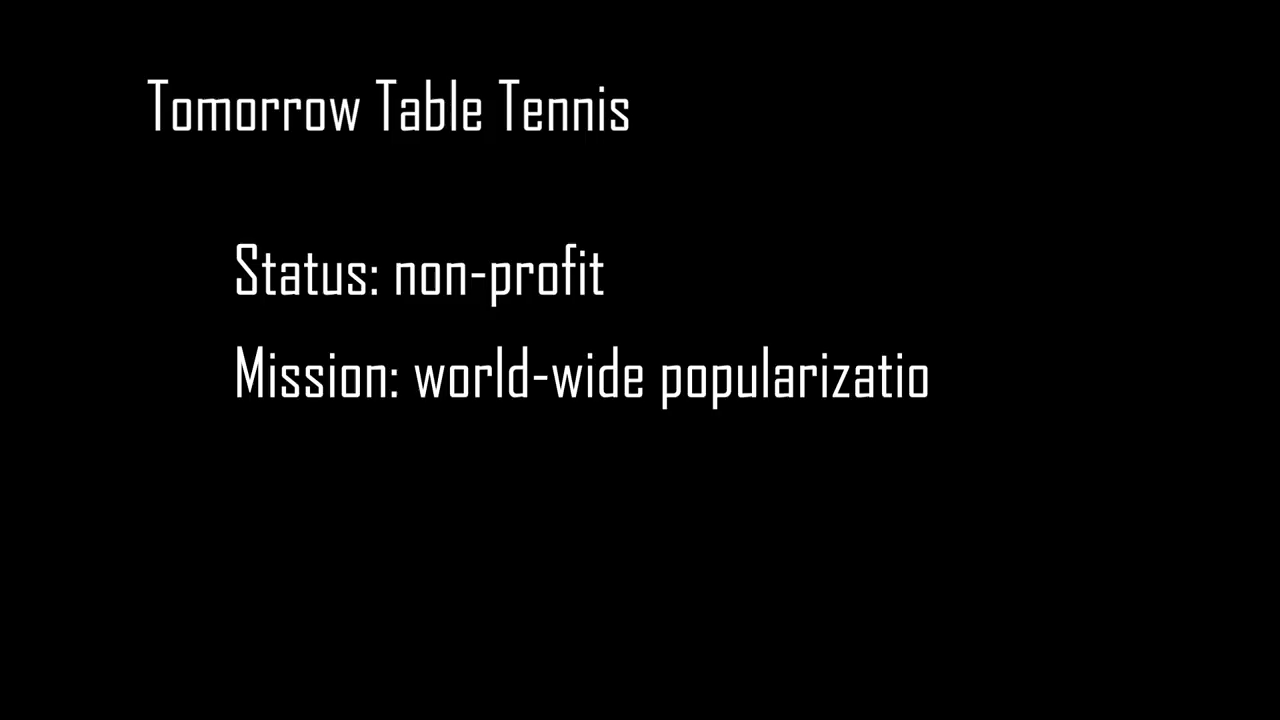 Tomorrow Table Tennis
Status: non-profit
Mission: world-wide popularizatio